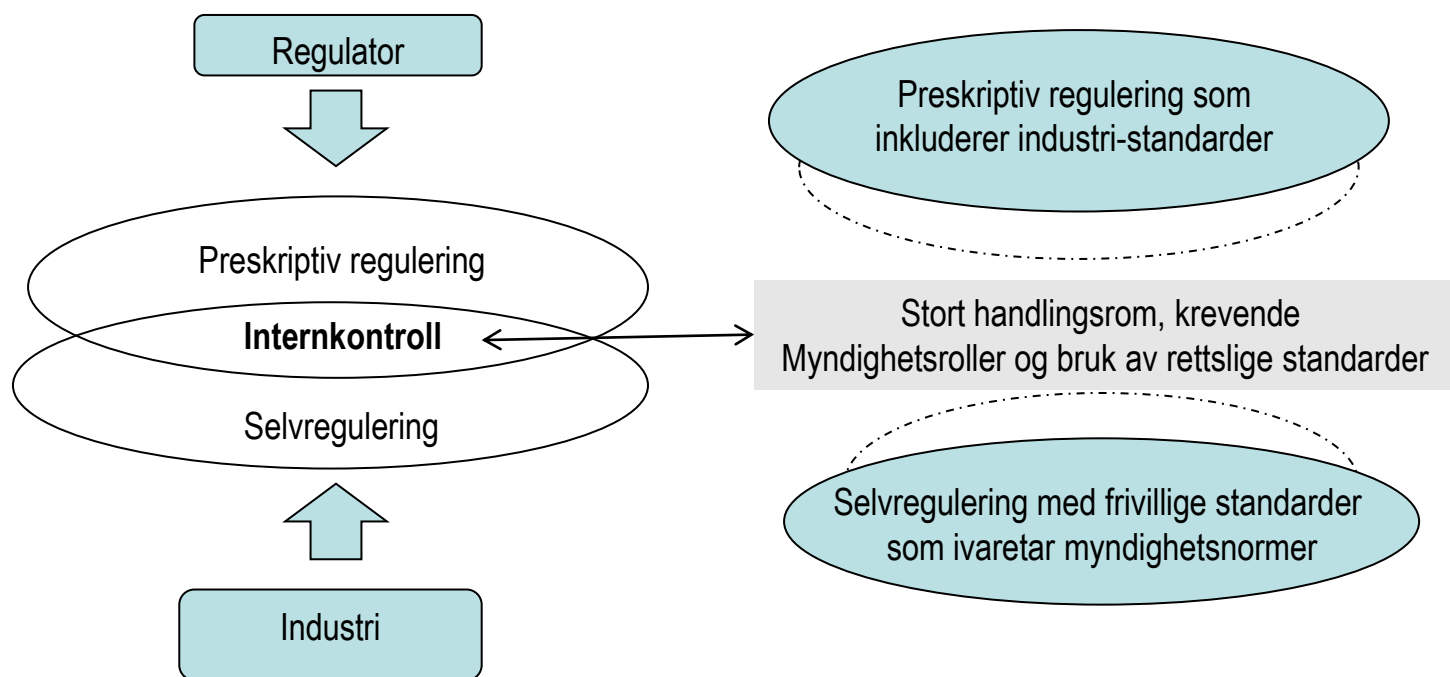 Regulator
Preskriptiv regulering
Internkontroll
Selvregulering
Industri
Preskriptiv regulering som
inkluderer industri-standarder
Stort handlingsrom, krevende
Myndighetsroller og bruk av rettslige standarder
Selvregulering med frivillige standarder
som ivaretar myndighetsnormer